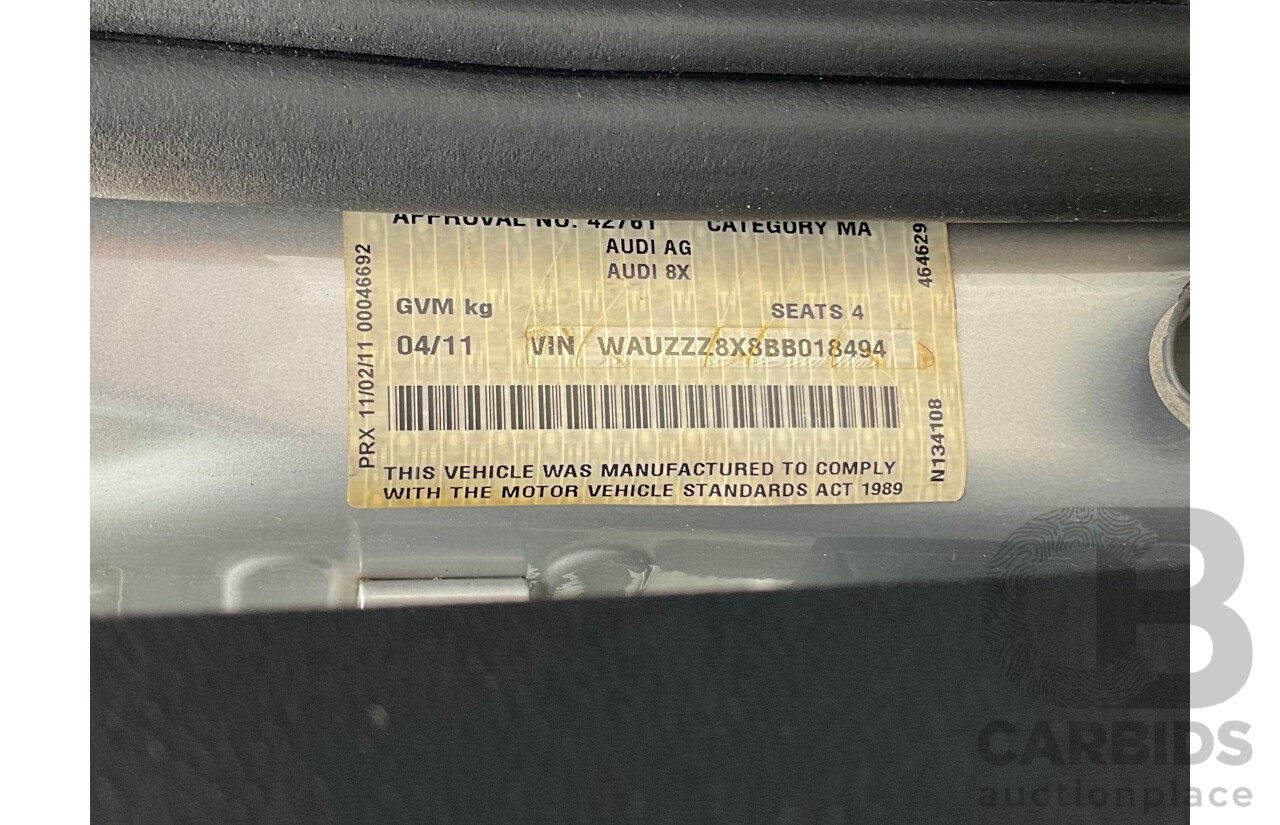 APPROVAL NO. 42761 CATEGORY MA
AUDI AG
AUDI 8X
GVM kg SEATS 4
04/11 VIN WAUZZZ8X8BB018494
THIS VEHICLE WAS MANUFACTURED TO COMPLY
WITH THE MOTOR VEHICLE STANDARDS ACT 1989
PRX 11/02/11 00046692
464629
N134108
CB
CARBIDS
auctionplace